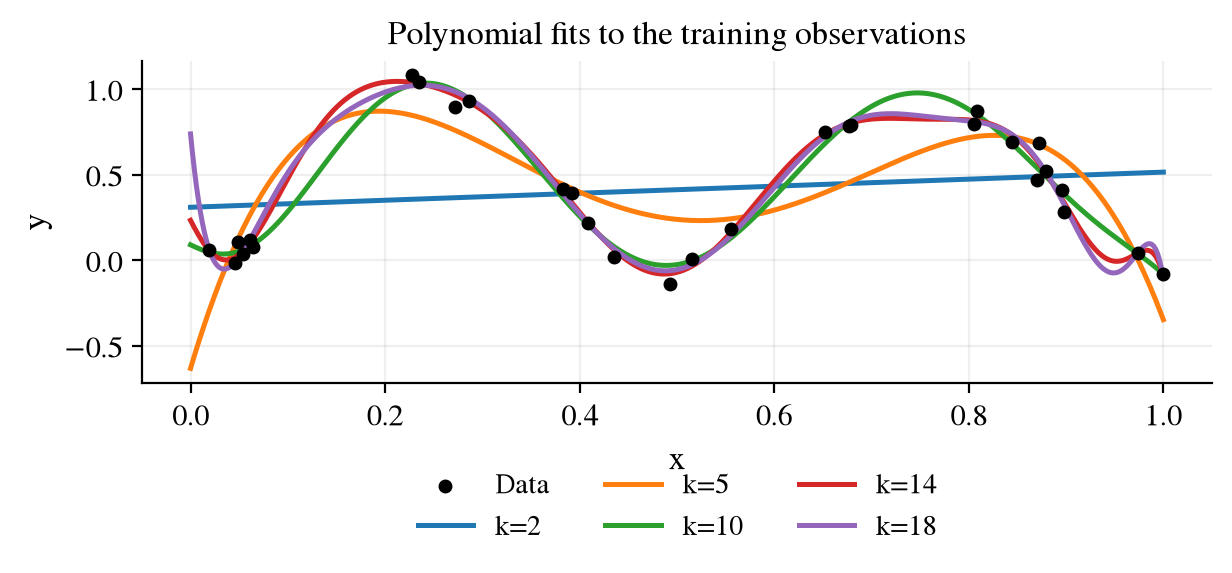 Polynomial fits to the training observations
y
1.0
0.5
0.0
−0.5
0.0 0.2 0.4 0.6 0.8 1.0
x
Data k=5 k=14
k=2 k=10 k=18